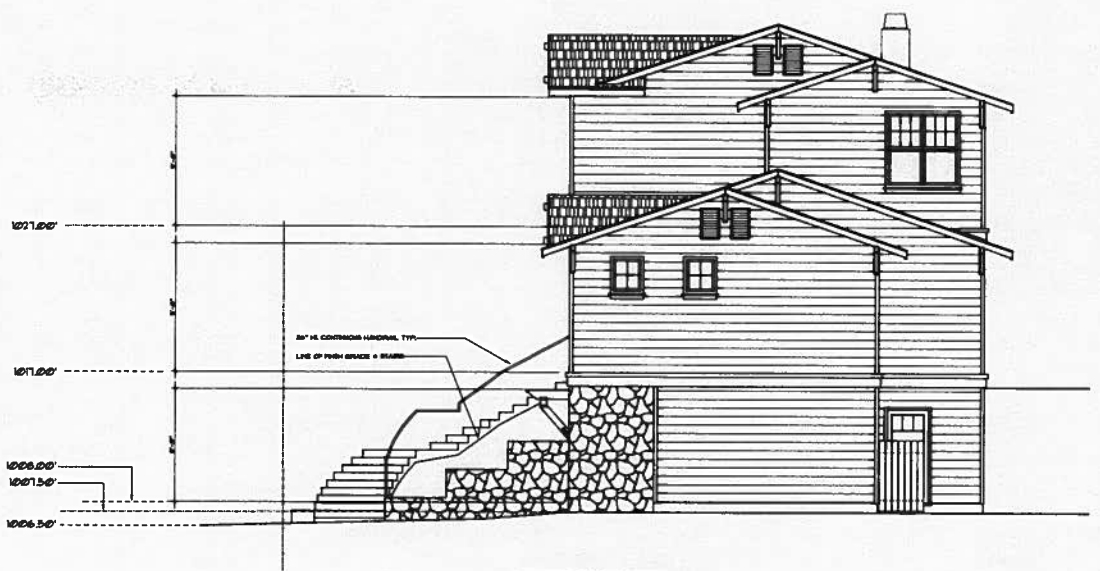 1027.00'
36" HI. CONTINUOUS HANDRAIL TYP.
LINE OF FINISH GRADE @ STAIRS
1017.00'
1008.00'
1007.50'
1006.50'